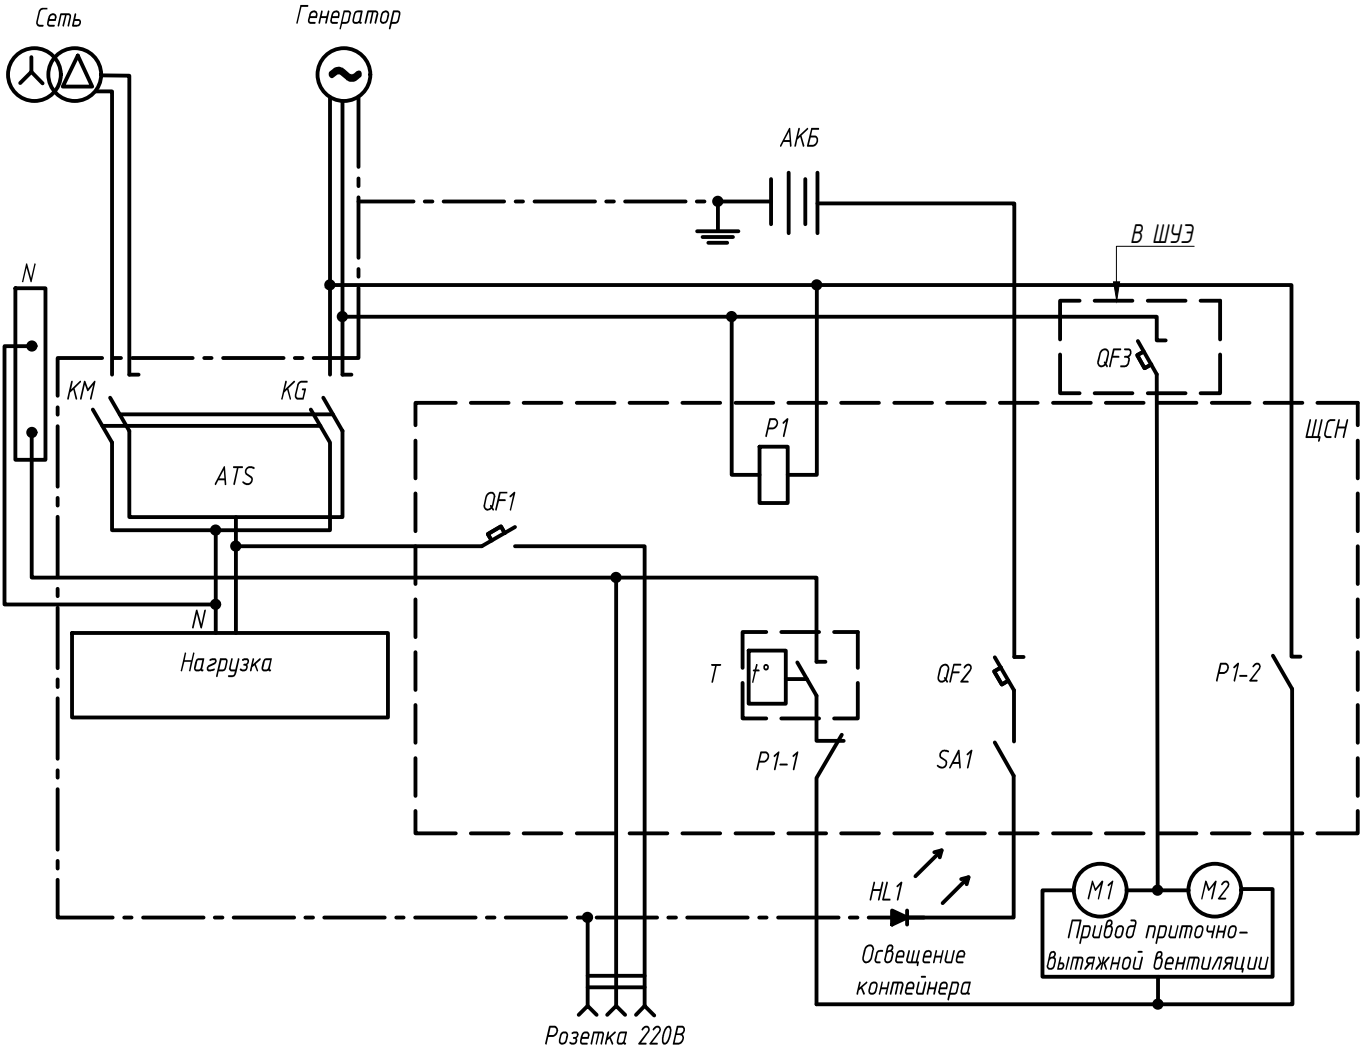 Сеть
Генератор
АКБ
В ШУЭ
N
KM
KG
QF3
P1
ЩСН
ATS
QF1
N
Нагрузка
T
t°
QF2
P1-2
P1-1
SA1
HL1
M1
M2
Привод приточно-
вытяжной вентиляции
Освещение
контейнера
Розетка 220В